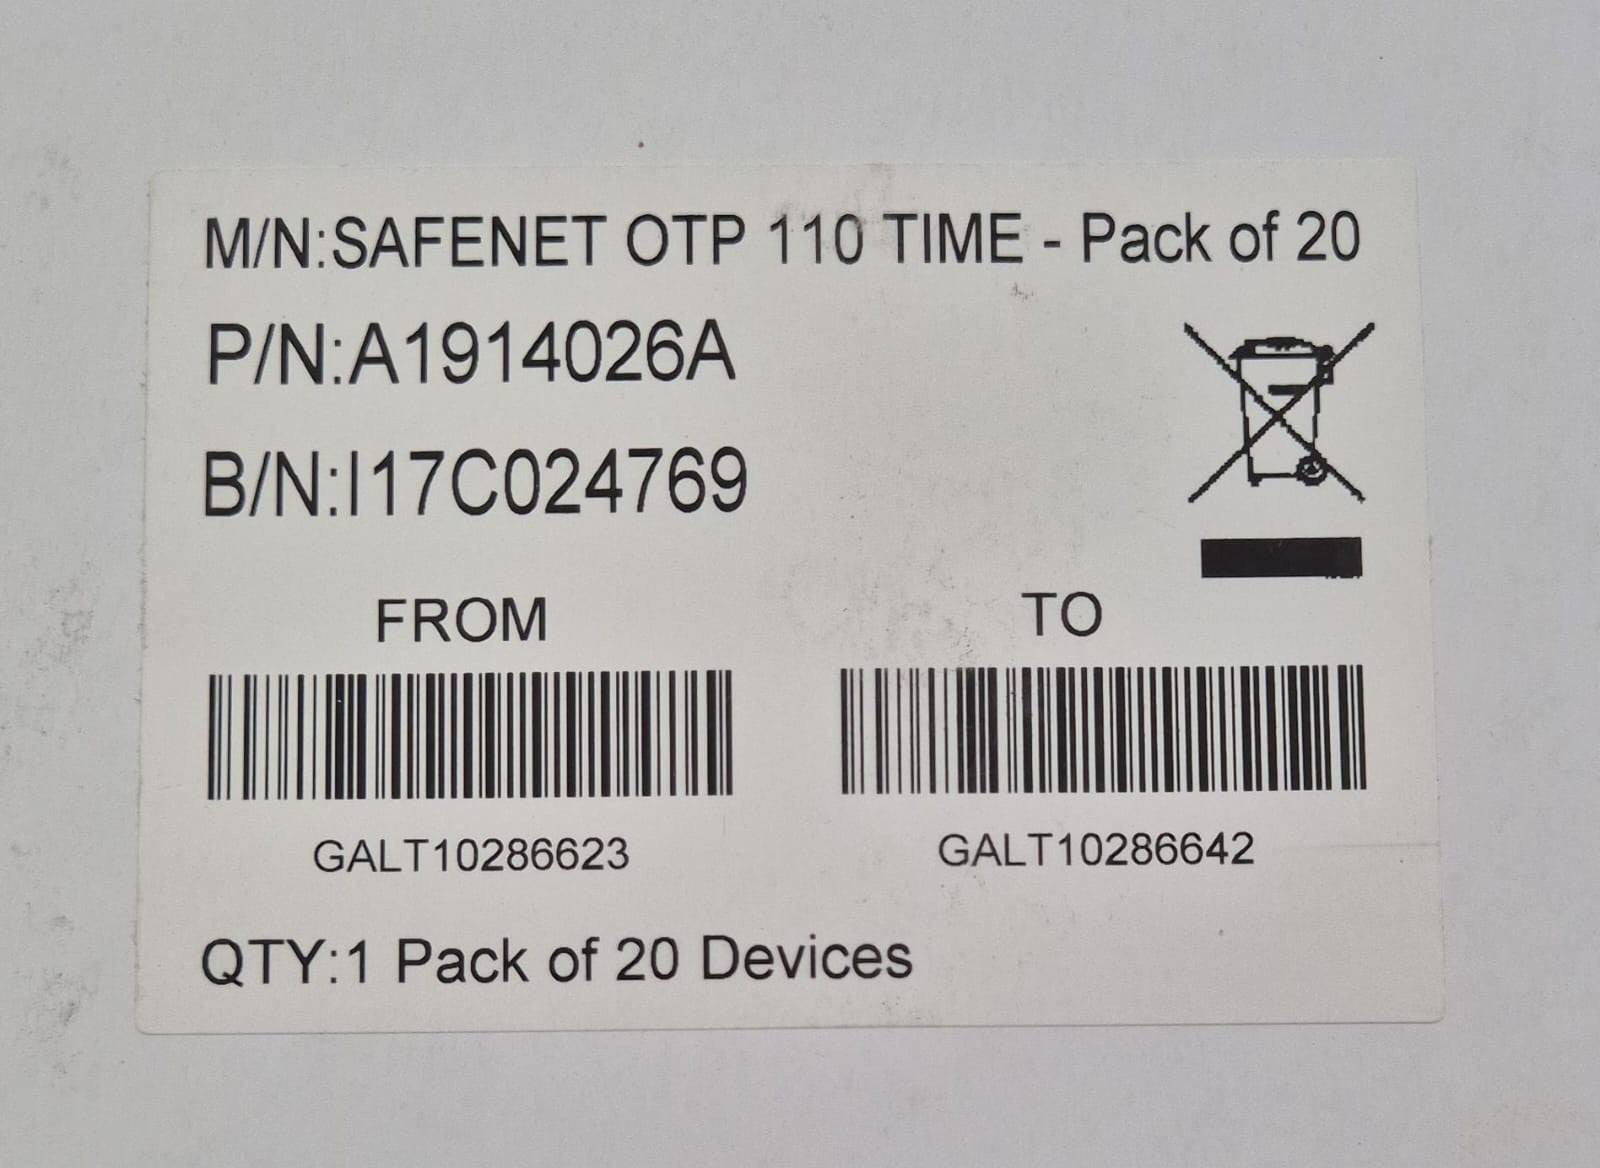 M/N:SAFENET OTP 110 TIME - Pack of 20
P/N:A1914026A
B/N:I17C024769
FROM
TO
GALT10286623
GALT10286642
QTY:1 Pack of 20 Devices